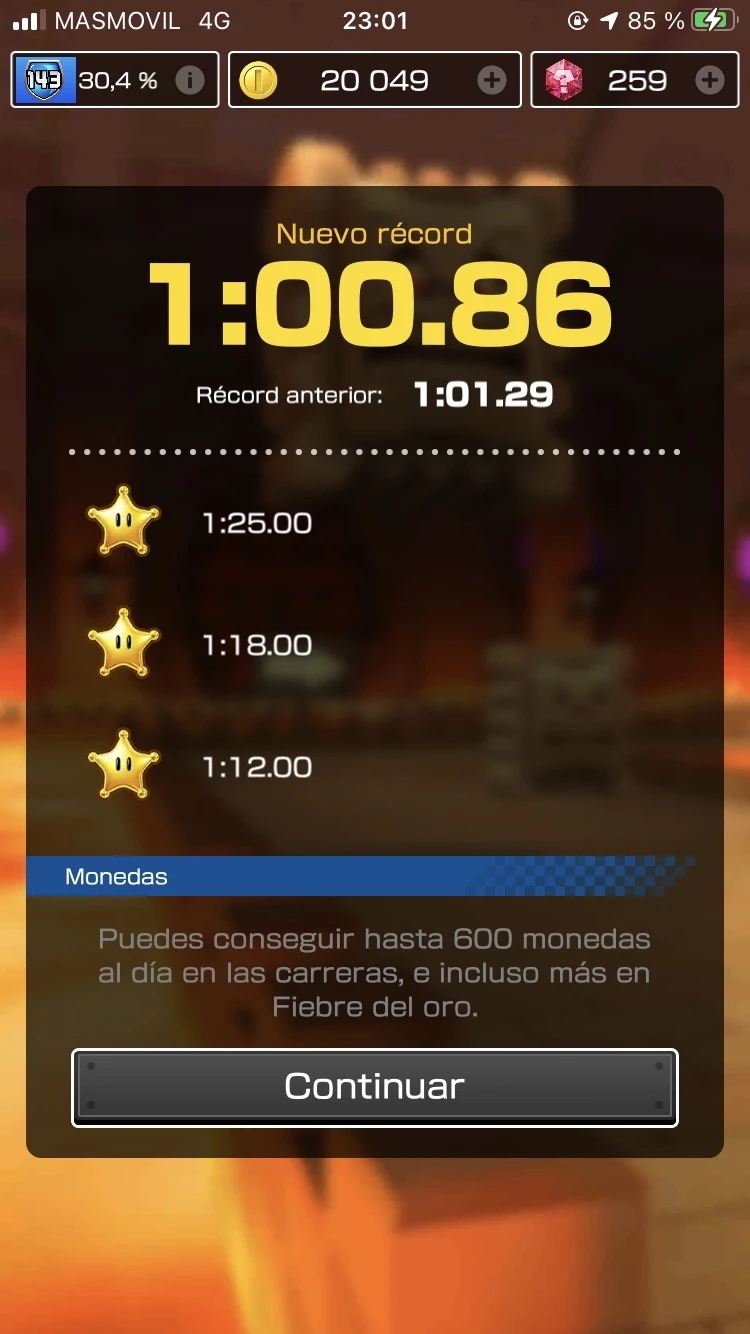 MASMOVIL 4G 23:01 85 %
143 30,4 % i 20 049 + ? 259 +
Nuevo récord
1:00.86
Récord anterior: 1:01.29
1:25.00
1:18.00
1:12.00
Monedas
Puedes conseguir hasta 600 monedas
al día en las carreras, e incluso más en
Fiebre del oro.
Continuar